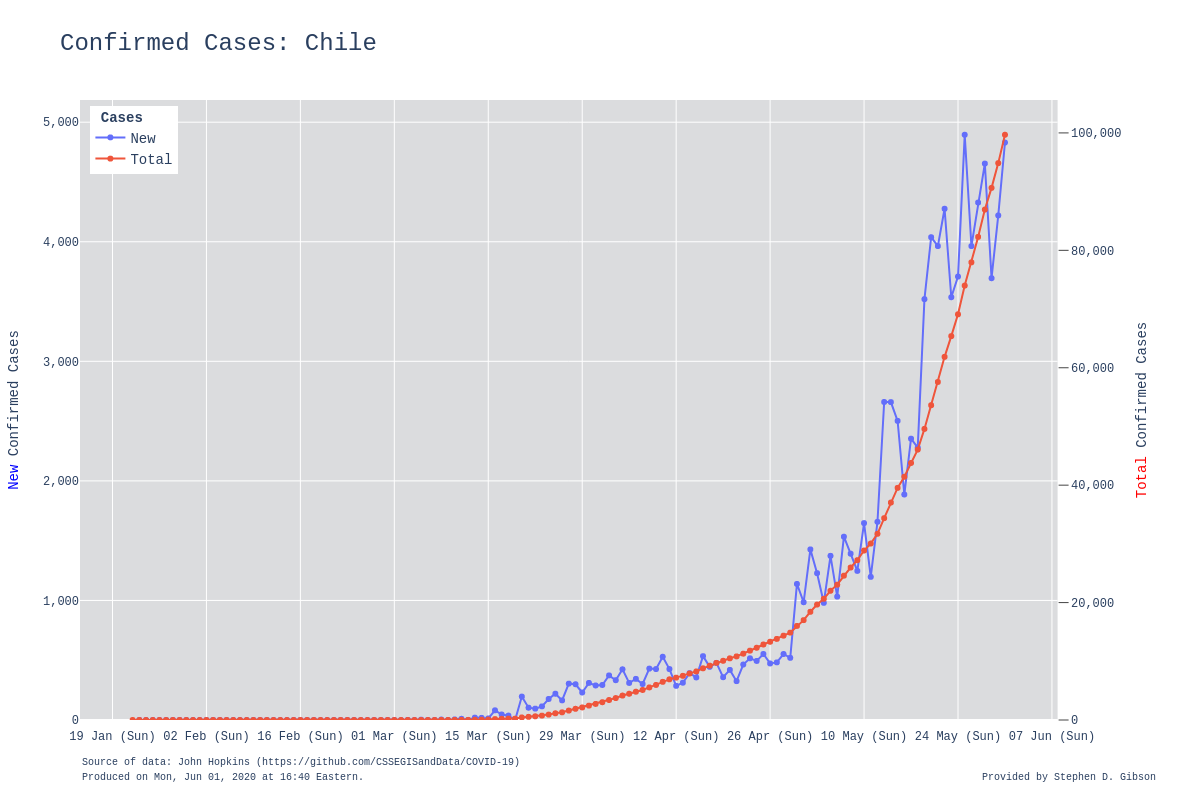 Confirmed Cases: Chile
Cases
New
Total
5,000
4,000
3,000
2,000
1,000
0
100,000
80,000
60,000
40,000
20,000
0
New Confirmed Cases
Total Confirmed Cases
19 Jan (Sun) 02 Feb (Sun) 16 Feb (Sun) 01 Mar (Sun) 15 Mar (Sun) 29 Mar (Sun) 12 Apr (Sun) 26 Apr (Sun) 10 May (Sun) 24 May (Sun) 07 Jun (Sun)
Source of data: John Hopkins (https://github.com/CSSEGISandData/COVID-19)
Produced on Mon, Jun 01, 2020 at 16:40 Eastern.
Provided by Stephen D. Gibson